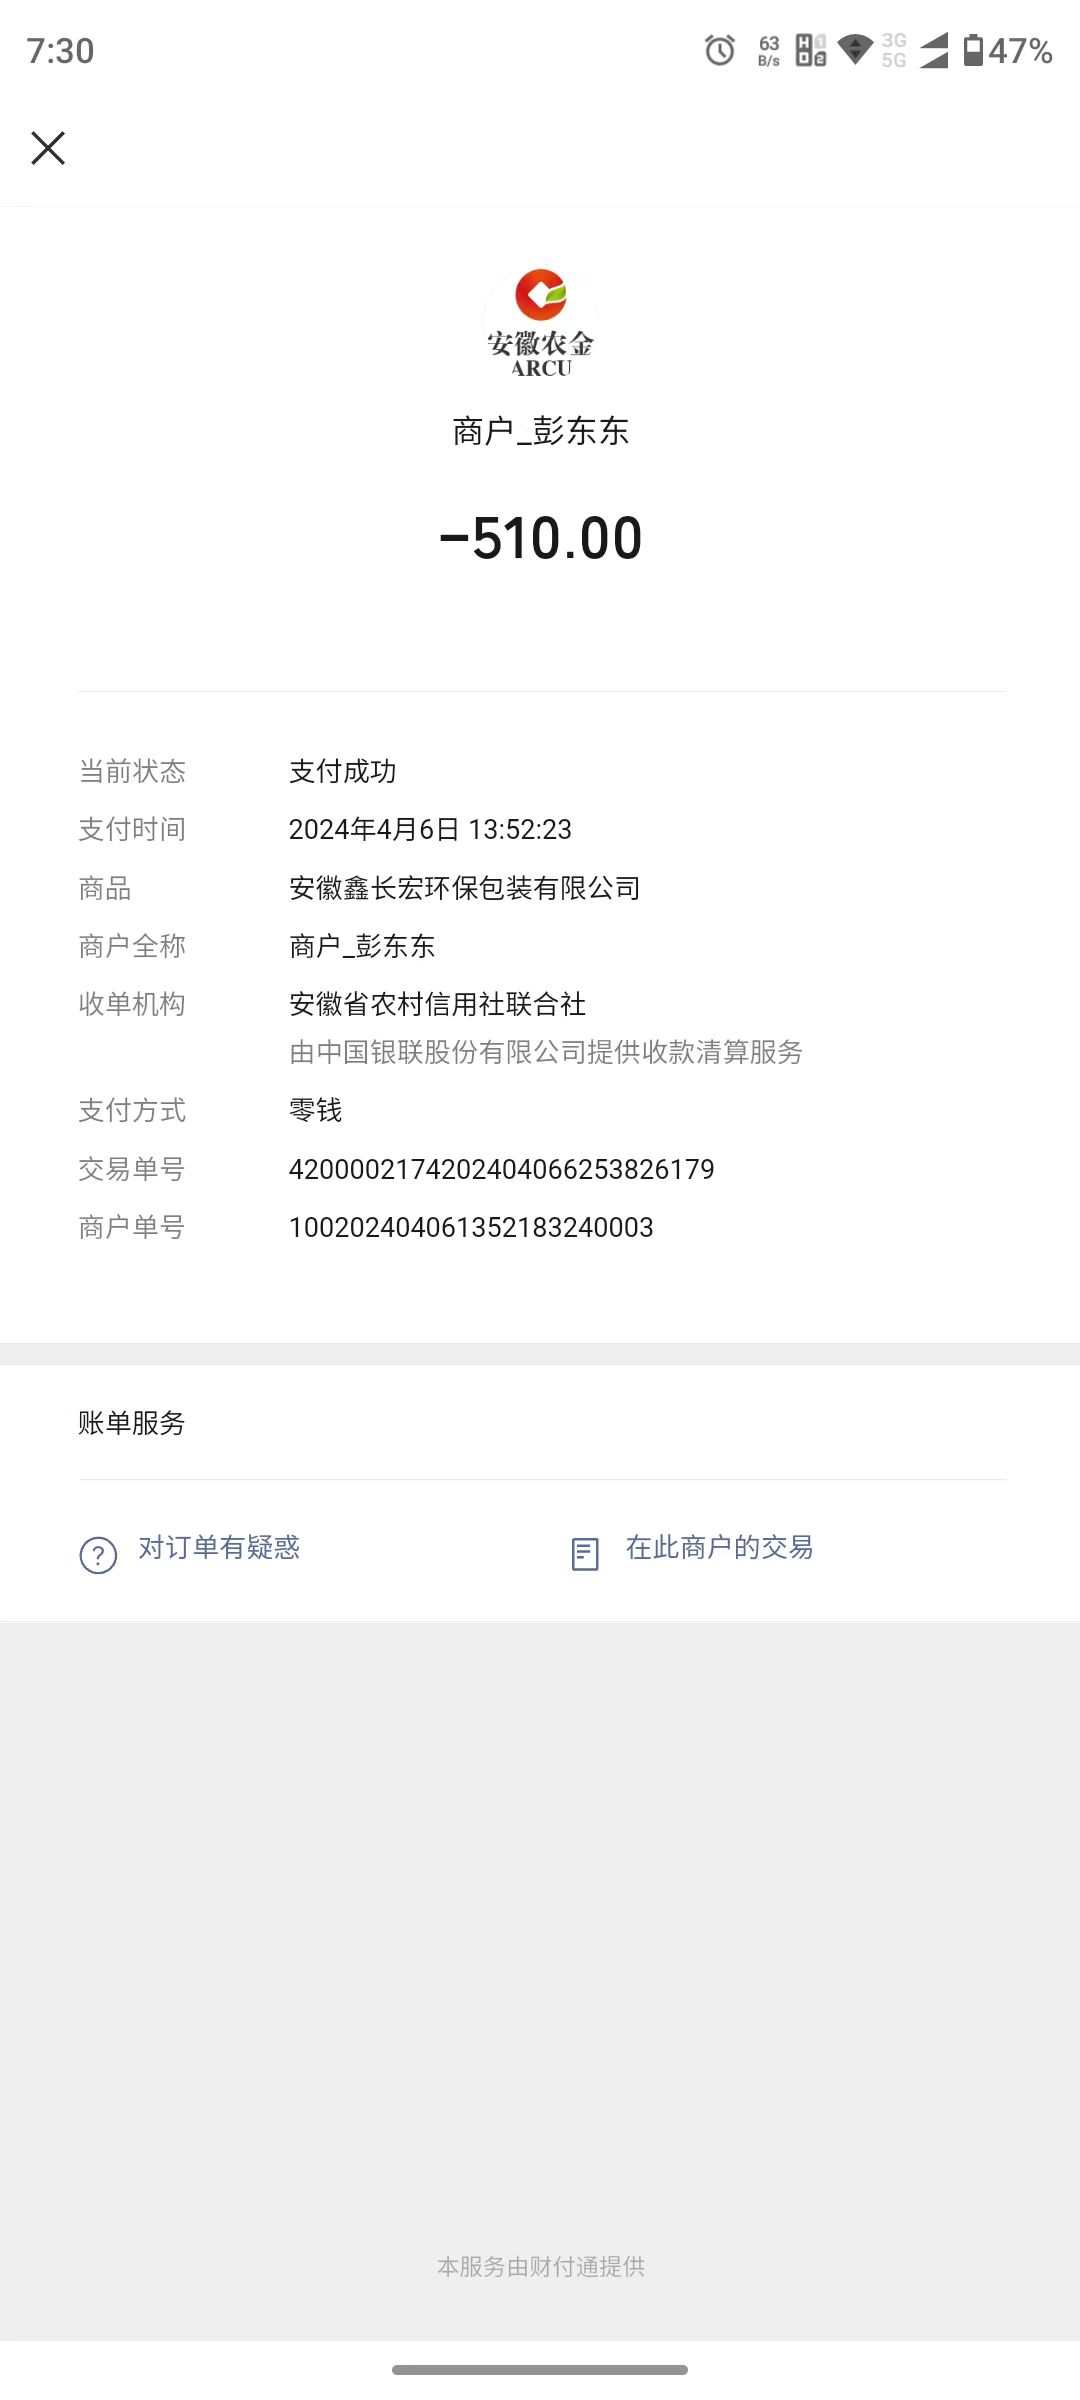 7:30
63 B/s
3G
5G
47%
安徽农金
ARCU
商户_彭东东
-510.00
当前状态 支付成功
支付时间 2024年4月6日 13:52:23
商品 安徽鑫长宏环保包装有限公司
商户全称 商户_彭东东
收单机构 安徽省农村信用社联合社
由中国银联股份有限公司提供收款清算服务
支付方式 零钱
交易单号 4200002174202404066253826179
商户单号 100202404061352183240003
账单服务
对订单有疑惑 在此商户的交易
本服务由财付通提供